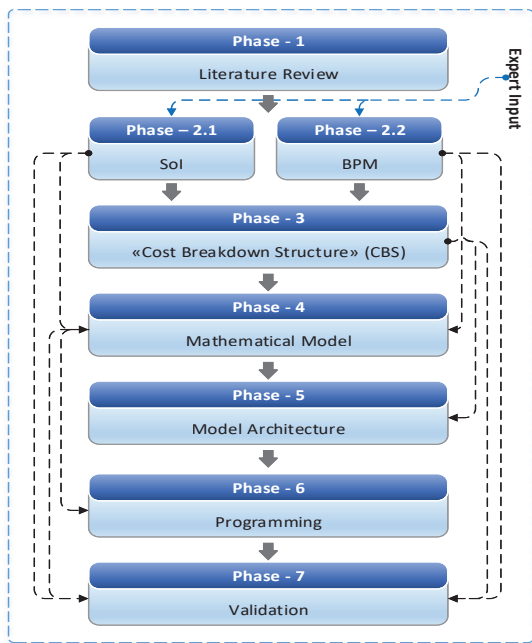 Phase - 1
Literature Review
Expert Input
Phase – 2.1
SoI
Phase – 2.2
BPM
Phase - 3
«Cost Breakdown Structure» (CBS)
Phase - 4
Mathematical Model
Phase - 5
Model Architecture
Phase - 6
Programming
Phase - 7
Validation